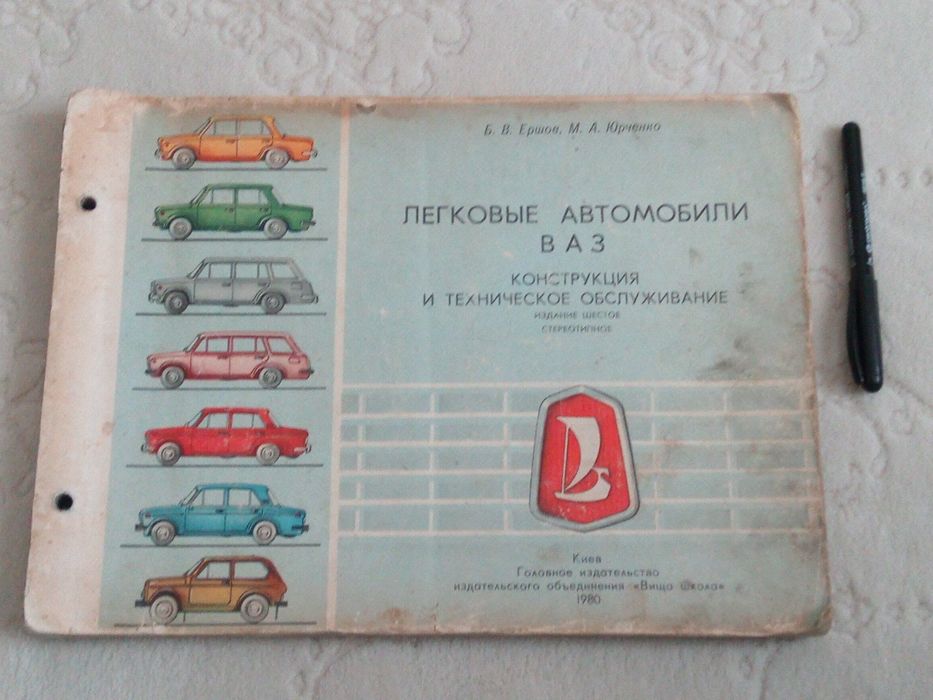 Б. В. Ершов, М. А. Юрченко
ЛЕГКОВЫЕ АВТОМОБИЛИ
ВАЗ
КОНСТРУКЦИЯ
И ТЕХНИЧЕСКОЕ ОБСЛУЖИВАНИЕ
ИЗДАНИЕ ШЕСТОЕ
СТЕРЕОТИПНОЕ
Киев
Головное издательство
издательского объединения «Вища школа»
1980